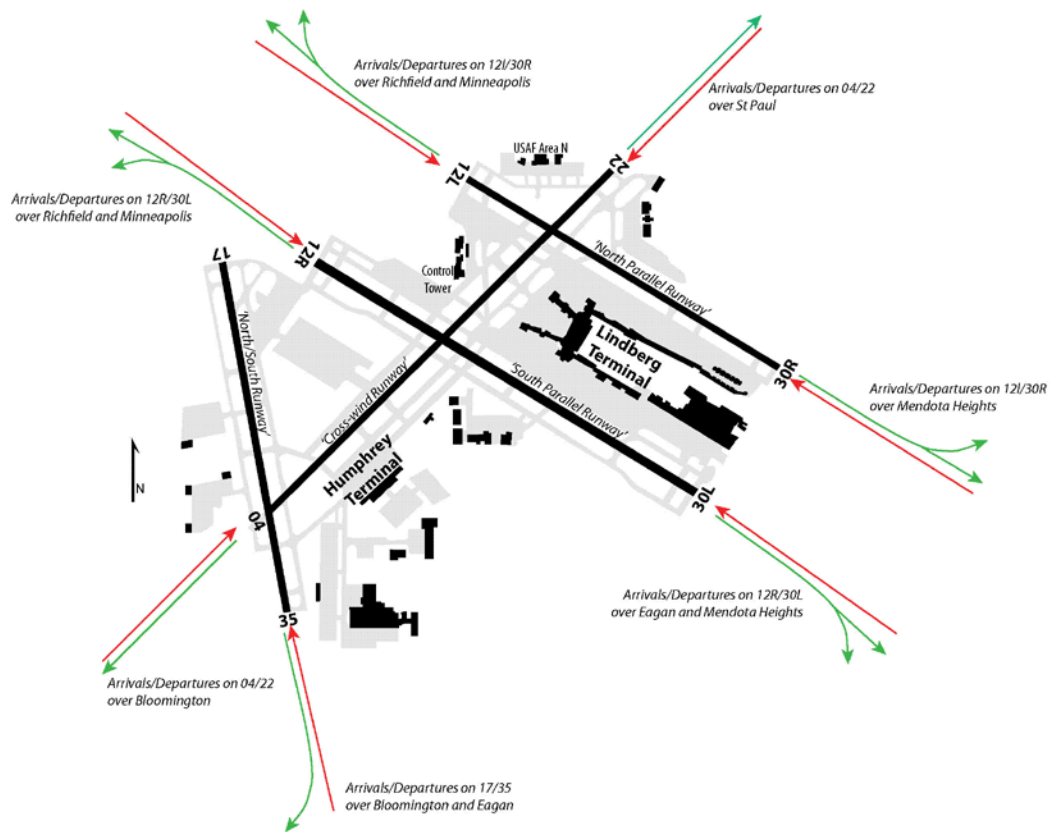 Arrivals/Departures on 12l/30R
over Richfield and Minneapolis
Arrivals/Departures on 04/22
over St Paul
USAF Area N
22
12L
Arrivals/Departures on 12R/30L
over Richfield and Minneapolis
17
12R
Control
Tower
'North Parallel Runway'
'North/South Runway'
Lindberg
Terminal
'Cross-wind Runway'
'South Parallel Runway'
30R
Arrivals/Departures on 12l/30R
over Mendota Heights
Humphrey
Terminal
N
04
30L
Arrivals/Departures on 12R/30L
over Eagan and Mendota Heights
35
Arrivals/Departures on 04/22
over Bloomington
Arrivals/Departures on 17/35
over Bloomington and Eagan